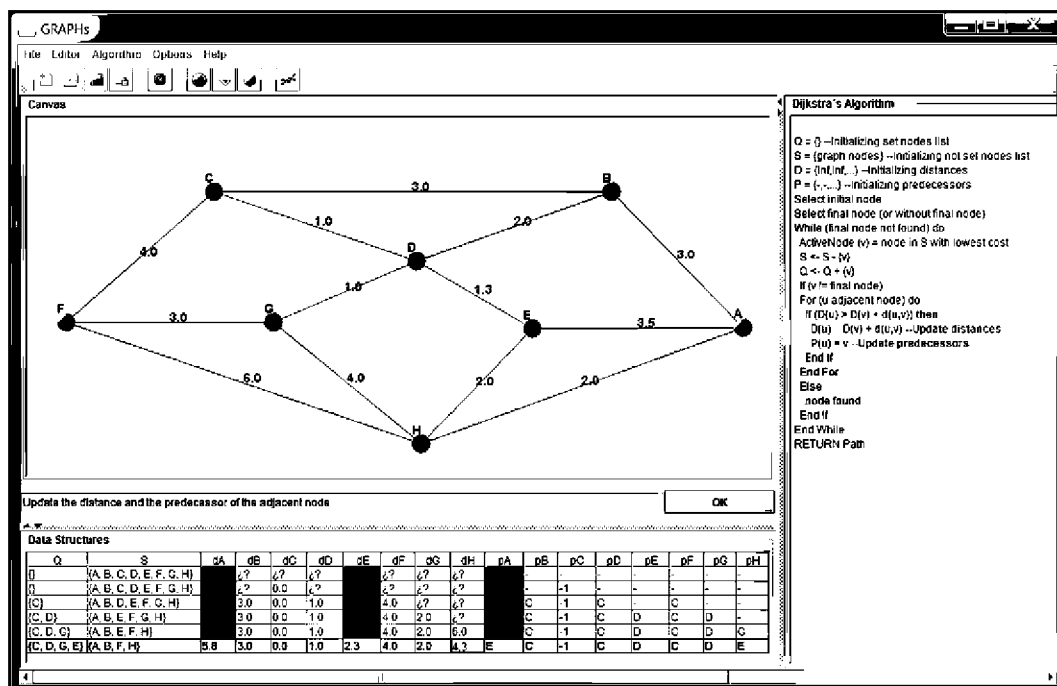 GRAPHs
File Editor Algorithm Options Help
Canvas
C
B
3.0
1.0
2.0
D
4.0
3.0
1.0
1.3
F
G
E
A
3.0
3.5
6.0
4.0
2.0
2.0
H
Update the distance and the predecessor of the adjacent node
OK
Dijkstra´s Algorithm
Q = {} --Initializing set nodes list
S = {graph nodes} --Initializing not set nodes list
D = {Inf,Inf,...} --Initializing distances
P = {-,-,...} --Initializing predecessors
Select initial node
Select final node (or without final node)
While (final node not found) do
ActiveNode (v) = node in S with lowest cost
S <- S - {v}
Q <- Q + {v}
If (v != final node)
For (u adjacent node) do
If (D(u) > D(v) + d(u,v)) then
D(u) D(v) + d(u,v) --Update distances
P(u) = v --Update predecessors
End If
End For
Else
node found
End If
End While
RETURN Path
Data Structures
Q S dA dB dC dD dE dF dG dH pA pB pC pD pE pF pG pH
{} {A, B, C, D, E, F, G, H} ¿? ¿? ¿? ¿? ¿? ¿? - - - - - - -
{} {A, B, C, D, E, F, G, H} ¿? 0.0 ¿? ¿? ¿? ¿? - -1 - - - - -
{C} {A, B, D, E, F, G, H} 3.0 0.0 1.0 4.0 ¿? ¿? C -1 C - C - -
{C, D} {A, B, E, F, G, H} 3.0 0.0 1.0 4.0 2.0 ¿? C -1 C D C D -
{C, D, G} {A, B, E, F, H} 3.0 0.0 1.0 4.0 2.0 6.0 C -1 C D C D G
{C, D, G, E} {A, B, F, H} 5.8 3.0 0.0 1.0 2.3 4.0 2.0 4.3 E C -1 C D C D E